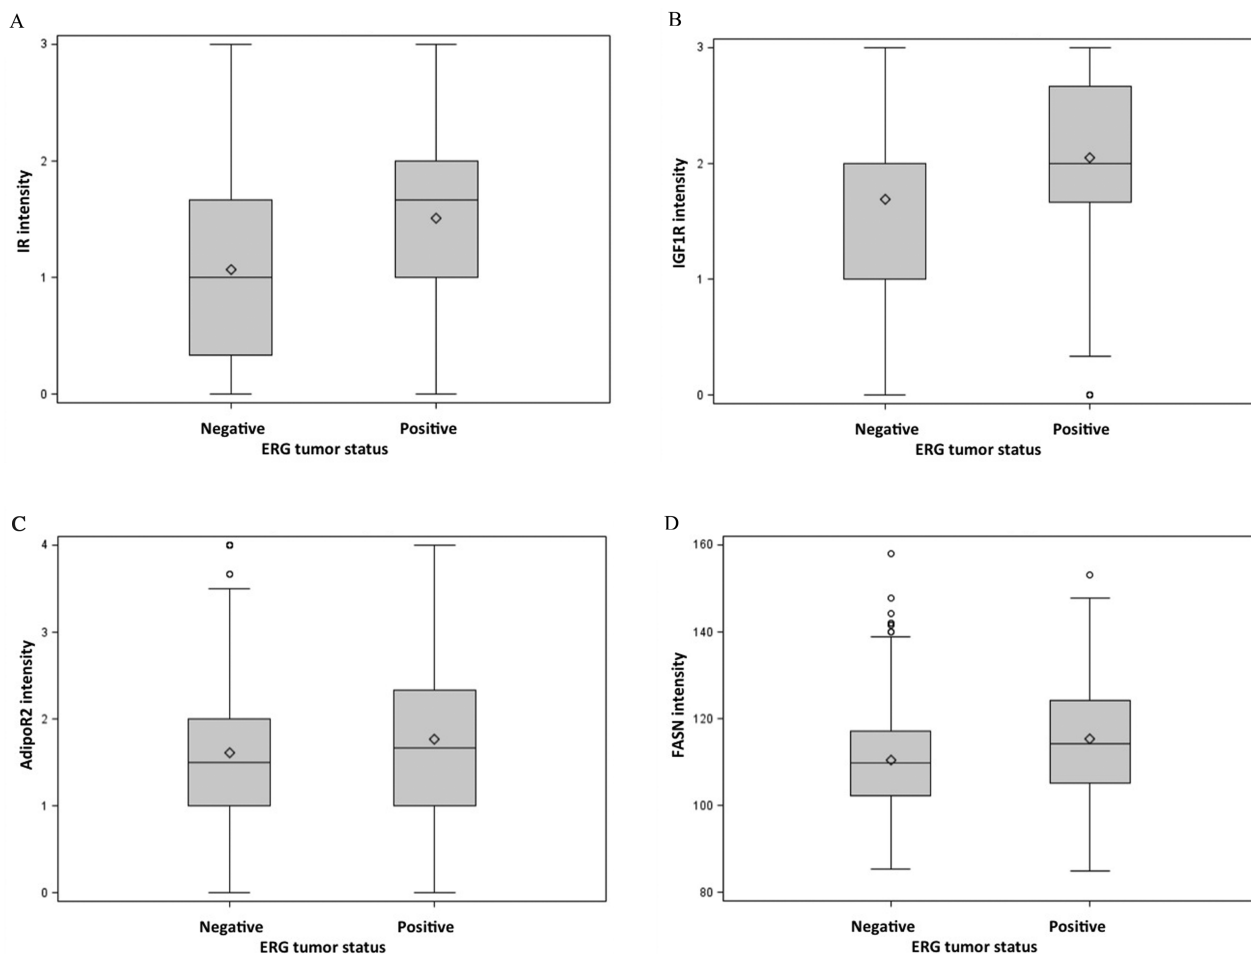 A
3
2
1
0
IR intensity
Negative
Positive
ERG tumor status
B
3
2
1
0
IGF1R intensity
Negative
Positive
ERG tumor status
C
4
3
2
1
0
AdipoR2 intensity
Negative
Positive
ERG tumor status
D
160
140
120
100
80
FASN intensity
Negative
Positive
ERG tumor status